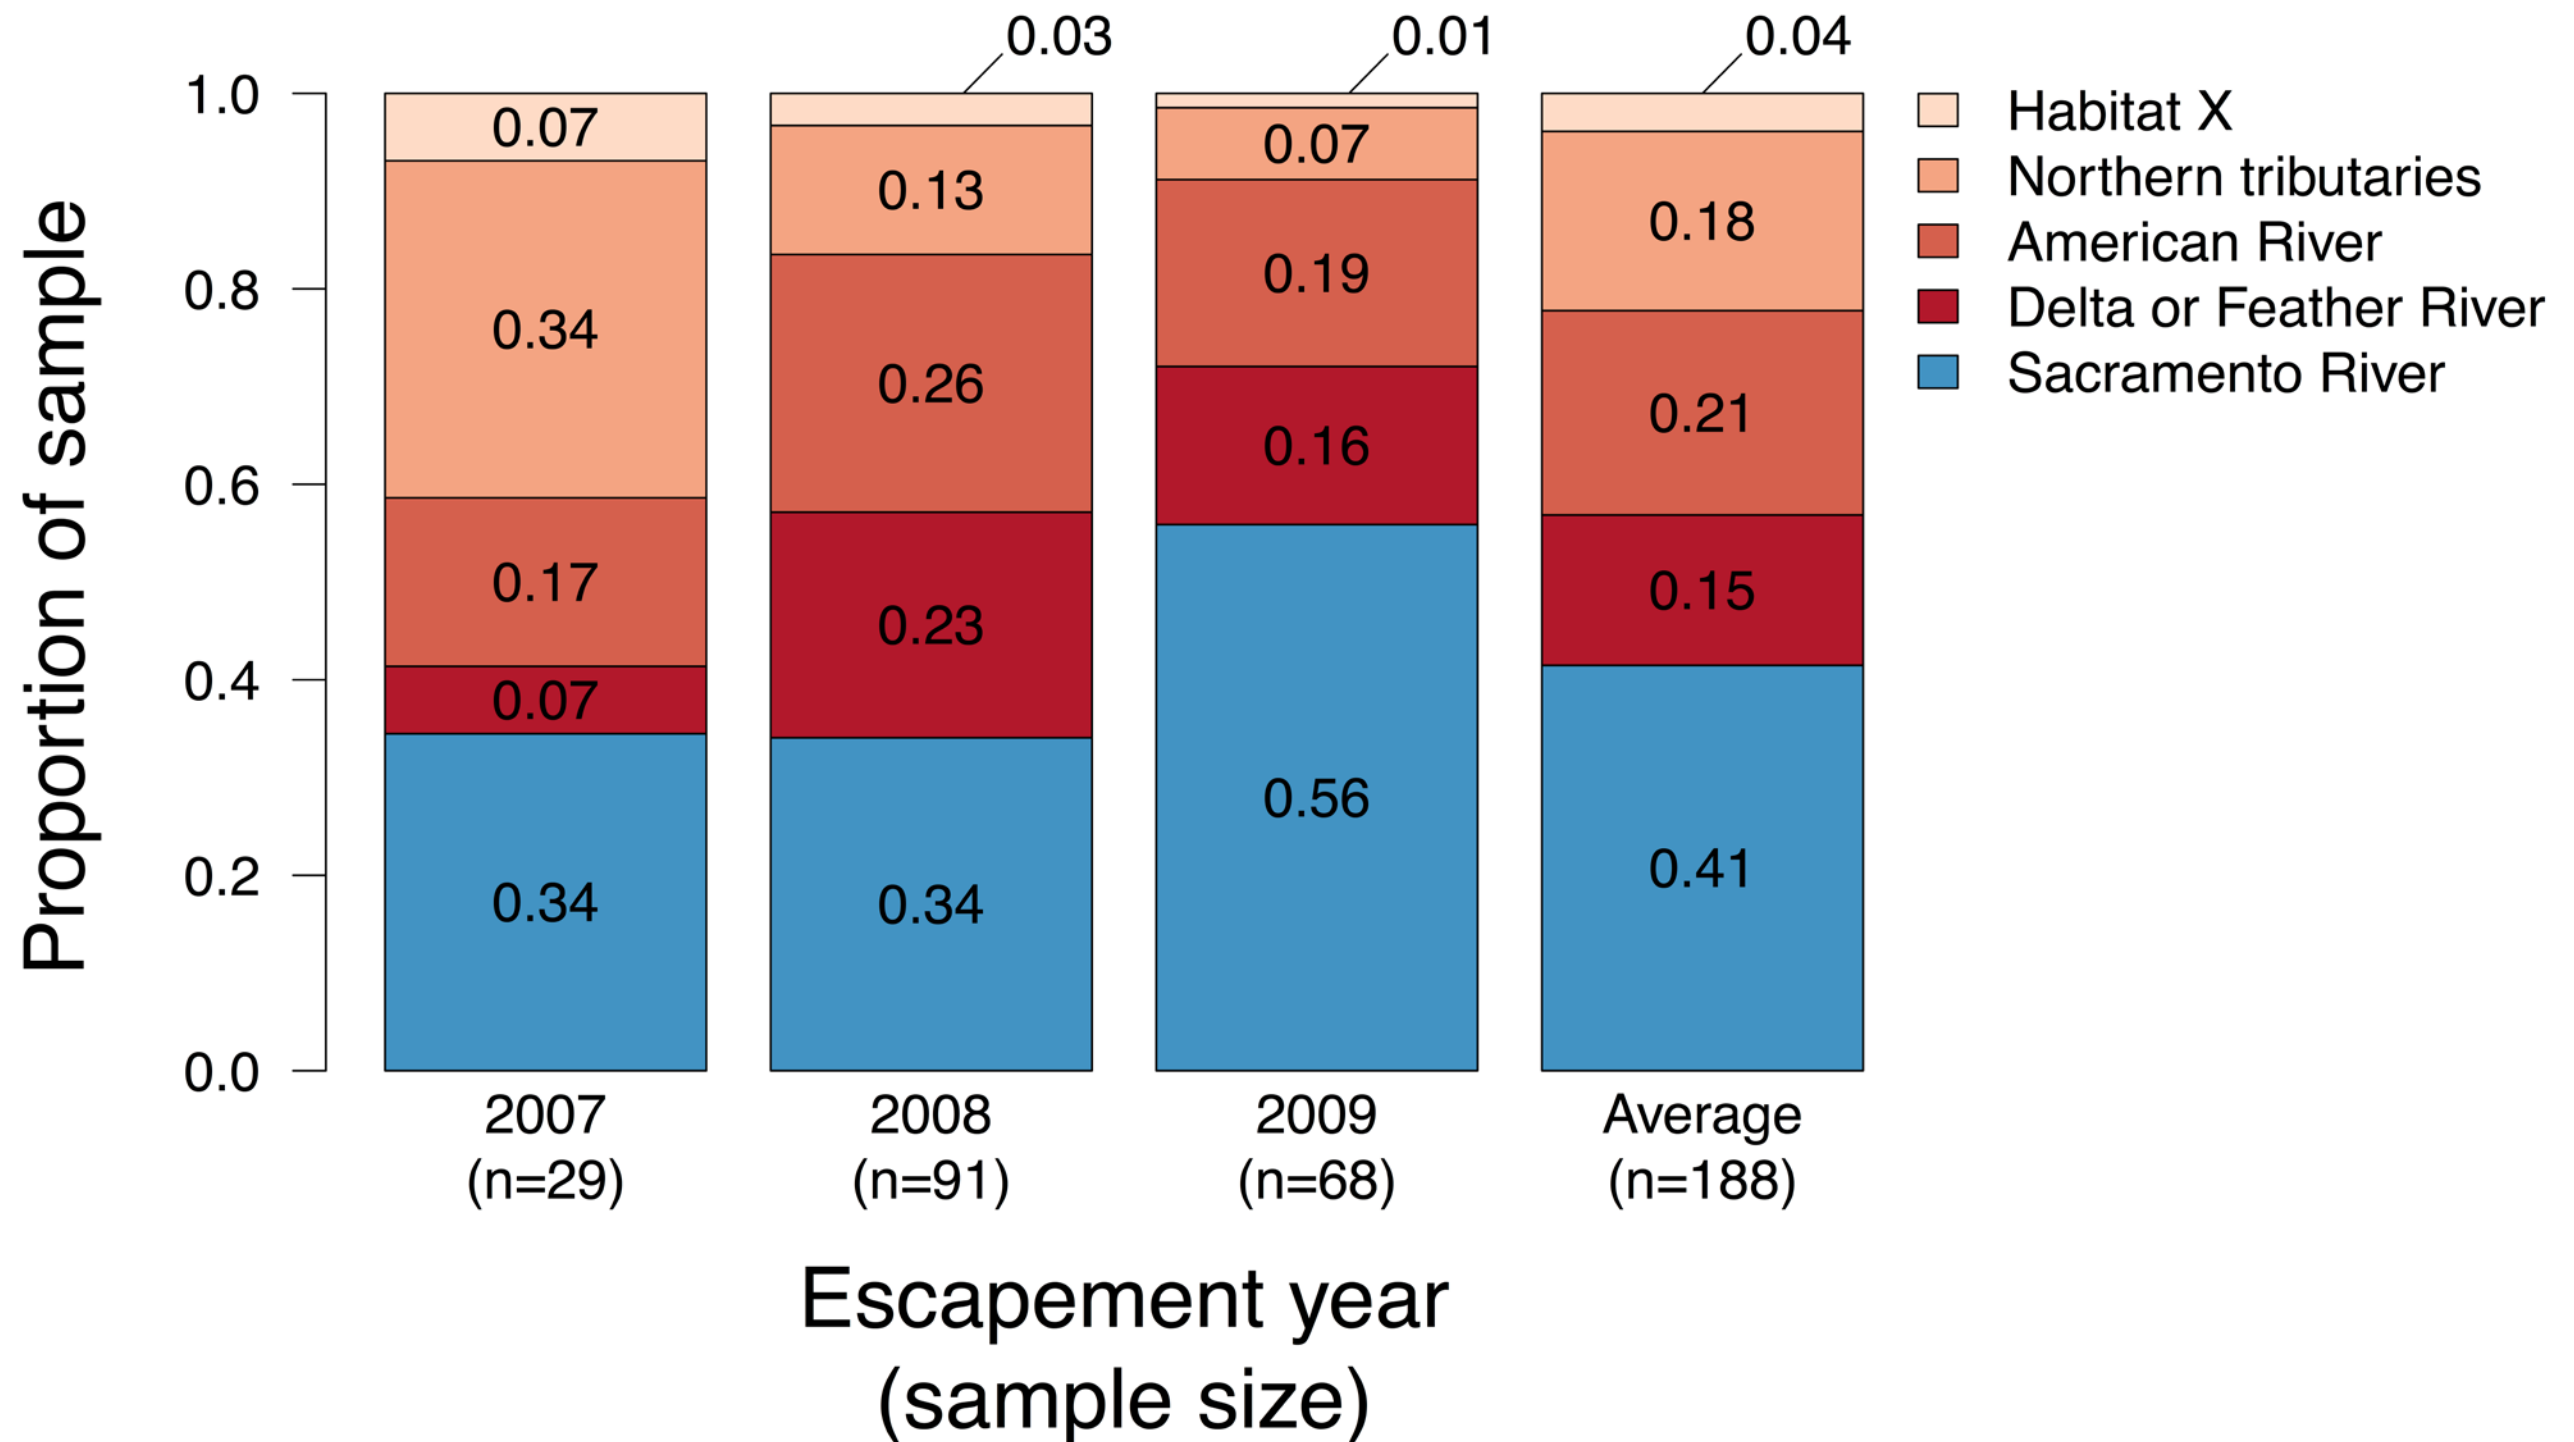 0.03
0.01
0.04
1.0
0.8
0.6
0.4
0.2
0.0
Proportion of sample
0.07
0.34
0.17
0.07
0.34
0.13
0.26
0.23
0.34
0.07
0.19
0.16
0.56
0.18
0.21
0.15
0.41
Habitat X
Northern tributaries
American River
Delta or Feather River
Sacramento River
2007
(n=29)
2008
(n=91)
2009
(n=68)
Average
(n=188)
Escapement year
(sample size)